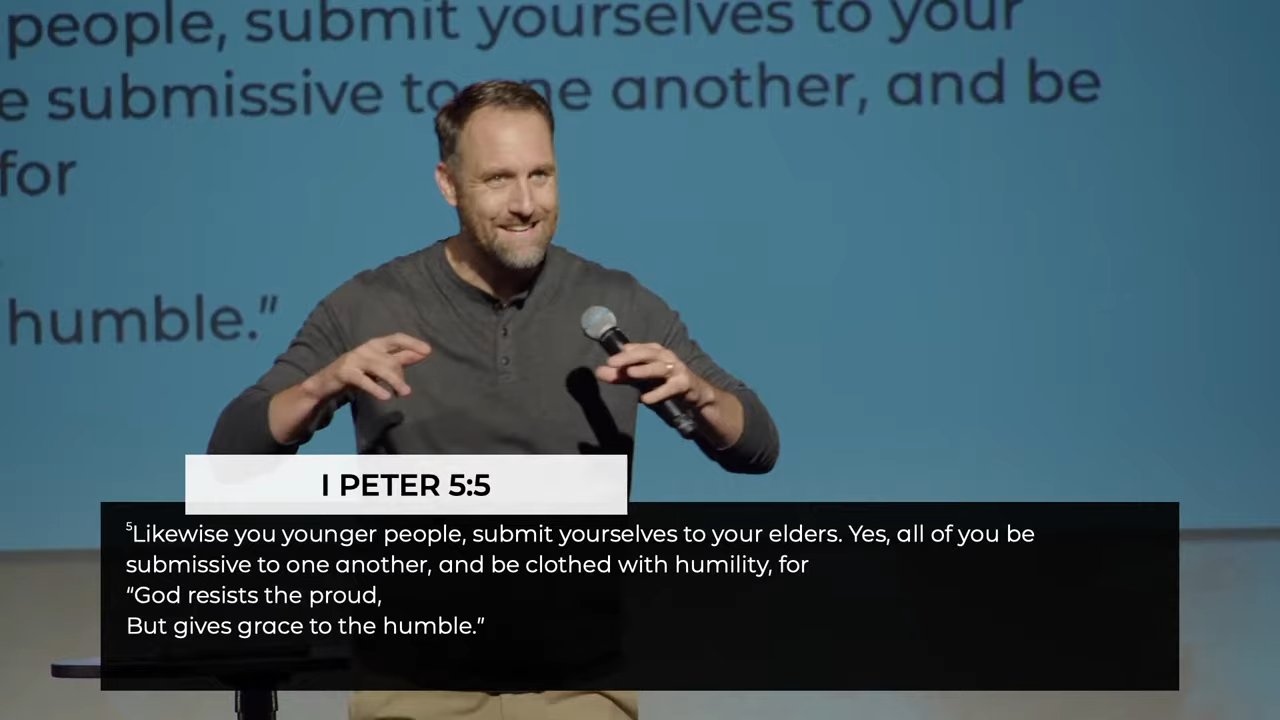 people, submit yourselves to your
e submissive to one another, and be
for
humble.”
I PETER 5:5
⁵Likewise you younger people, submit yourselves to your elders. Yes, all of you be
submissive to one another, and be clothed with humility, for
“God resists the proud,
But gives grace to the humble.”